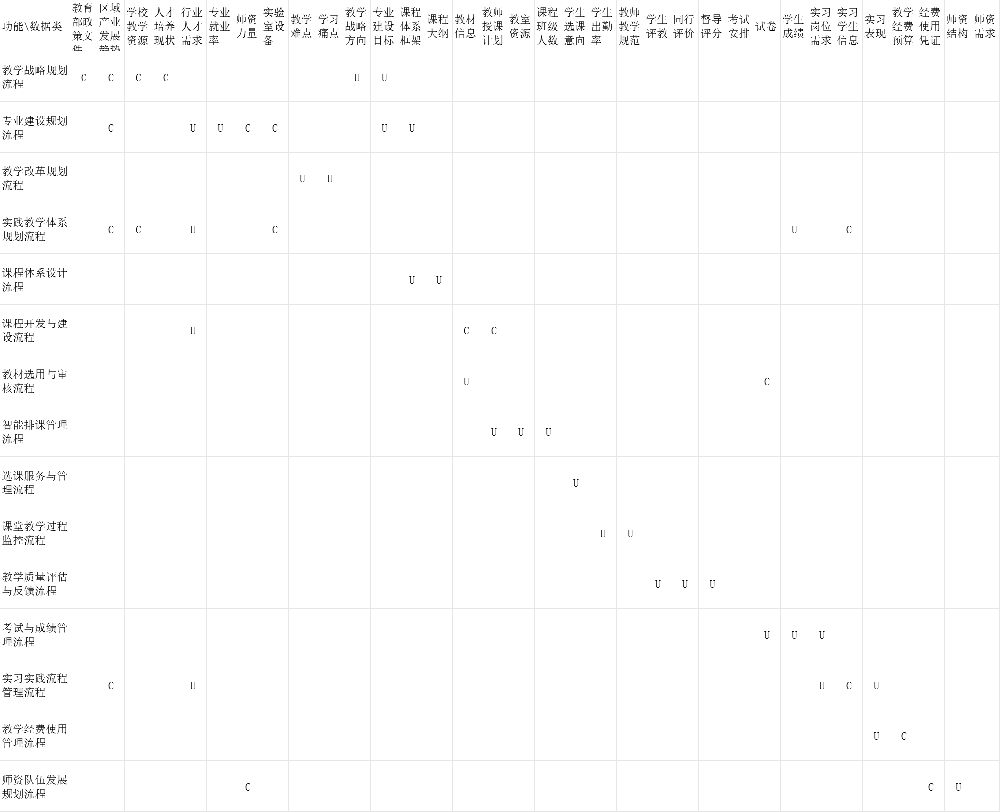 功能\数据类
教育
部政
策文
件
区域
产业
发展
趋势
学校
教学
资源
人才
培养
现状
行业
人才
需求
专业
就业
率
师资
力量
实验
室设
备
教学
难点
学习
痛点
教学
战略
方向
专业
建设
目标
课程
体系
框架
课程
大纲
教材
信息
教师
授课
计划
教室
资源
课程
班级
人数
学生
选课
意向
学生
出勤
率
教师
教学
规范
学生
评教
同行
评价
督导
评分
考试
安排
试卷
学生
成绩
实习
岗位
需求
实习
学生
信息
实习
表现
教学
经费
预算
经费
使用
凭证
师资
结构
师资
需求
教学战略规划
流程
C C C C U U
专业建设规划
流程
C U U C C U U
教学改革规划
流程
U U
实践教学体系
规划流程
C C U C U C
课程体系设计
流程
U U
课程开发与建
设流程
U C C
教材选用与审
核流程
U C
智能排课管理
流程
U U U
选课服务与管
理流程
U
课堂教学过程
监控流程
U U
教学质量评估
与反馈流程
U U U
考试与成绩管
理流程
U U U
实习实践流程
管理流程
C U U C U
教学经费使用
管理流程
U C
师资队伍发展
规划流程
C C U